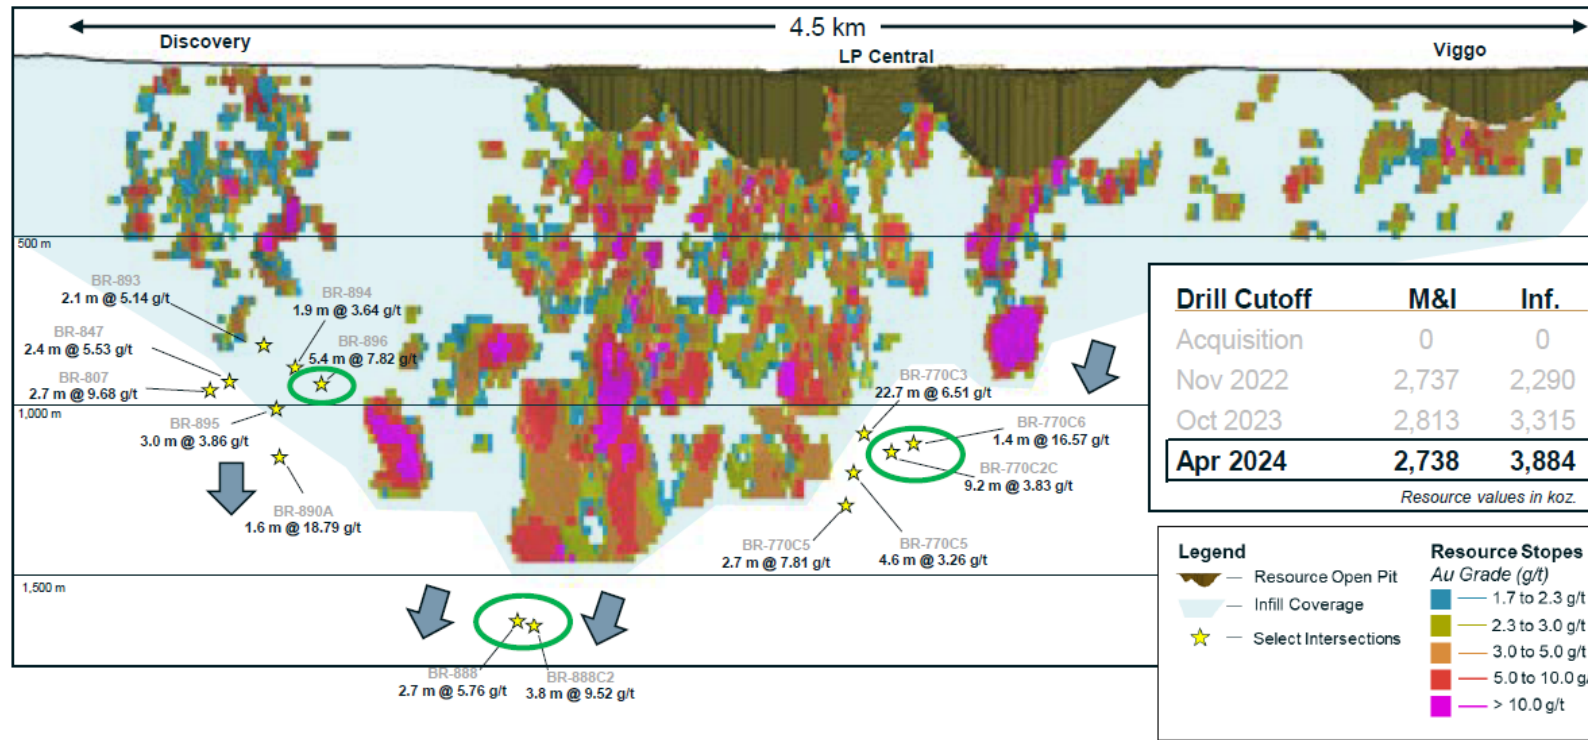 4.5 km
Discovery
LP Central
Viggo
500 m
BR-893
2.1 m @ 5.14 g/t
BR-894
1.9 m @ 3.64 g/t
BR-847
2.4 m @ 5.53 g/t
BR-896
5.4 m @ 7.82 g/t
BR-807
2.7 m @ 9.68 g/t
1,000 m
BR-895
3.0 m @ 3.86 g/t
BR-890A
1.6 m @ 18.79 g/t
BR-770C3
22.7 m @ 6.51 g/t
BR-770C6
1.4 m @ 16.57 g/t
BR-770C2C
9.2 m @ 3.83 g/t
BR-770C5
2.7 m @ 7.81 g/t
BR-770C5
4.6 m @ 3.26 g/t
1,500 m
BR-888
2.7 m @ 5.76 g/t
BR-888C2
3.8 m @ 9.52 g/t
Drill Cutoff M&I Inf.
Acquisition 0 0
Nov 2022 2,737 2,290
Oct 2023 2,813 3,315
Apr 2024 2,738 3,884
Resource values in koz.
Legend
Resource Open Pit
Infill Coverage
Select Intersections
Resource Stopes
Au Grade (g/t)
1.7 to 2.3 g/t
2.3 to 3.0 g/t
3.0 to 5.0 g/t
5.0 to 10.0 g/
> 10.0 g/t